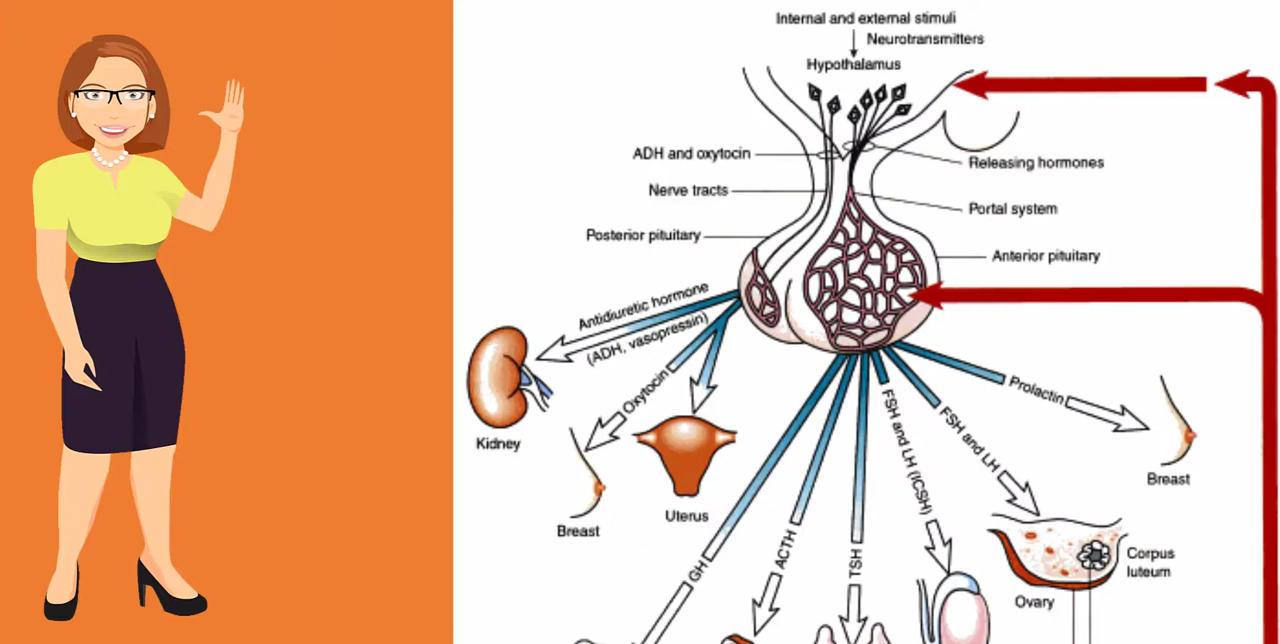 Internal and external stimuli
Neurotransmitters
Hypothalamus
ADH and oxytocin
Releasing hormones
Nerve tracts
Portal system
Posterior pituitary
Anterior pituitary
Antidiuretic hormone
(ADH, vasopressin)
Oxytocin
Kidney
Breast
Uterus
GH
ACTH
TSH
FSH and LH (ICSH)
FSH and LH
Prolactin
Breast
Corpus
luteum
Ovary